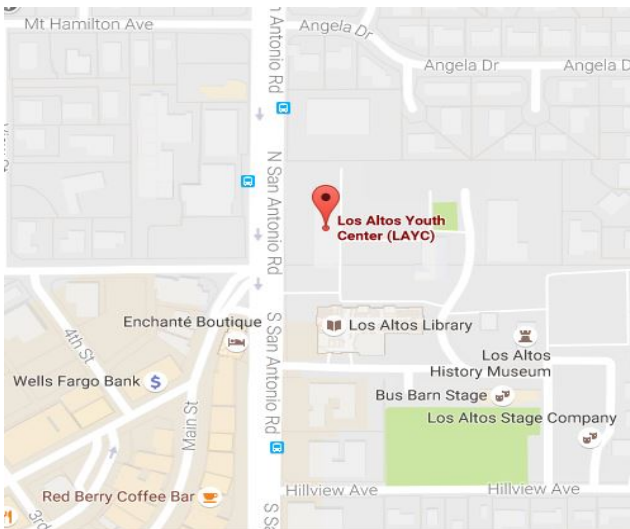 Mt Hamilton Ave
Antonio Rd
Angela Dr
Angela Dr
Angela D
N San Antonio Rd
Los Altos Youth
Center (LAYC)
Enchanté Boutique
Los Altos Library
4th St
S San Antonio Rd
Los Altos
History Museum
Wells Fargo Bank
$
Bus Barn Stage
Main St
Los Altos Stage Company
Red Berry Coffee Bar
Hillview Ave
Hillview Ave
3rd
S Sa